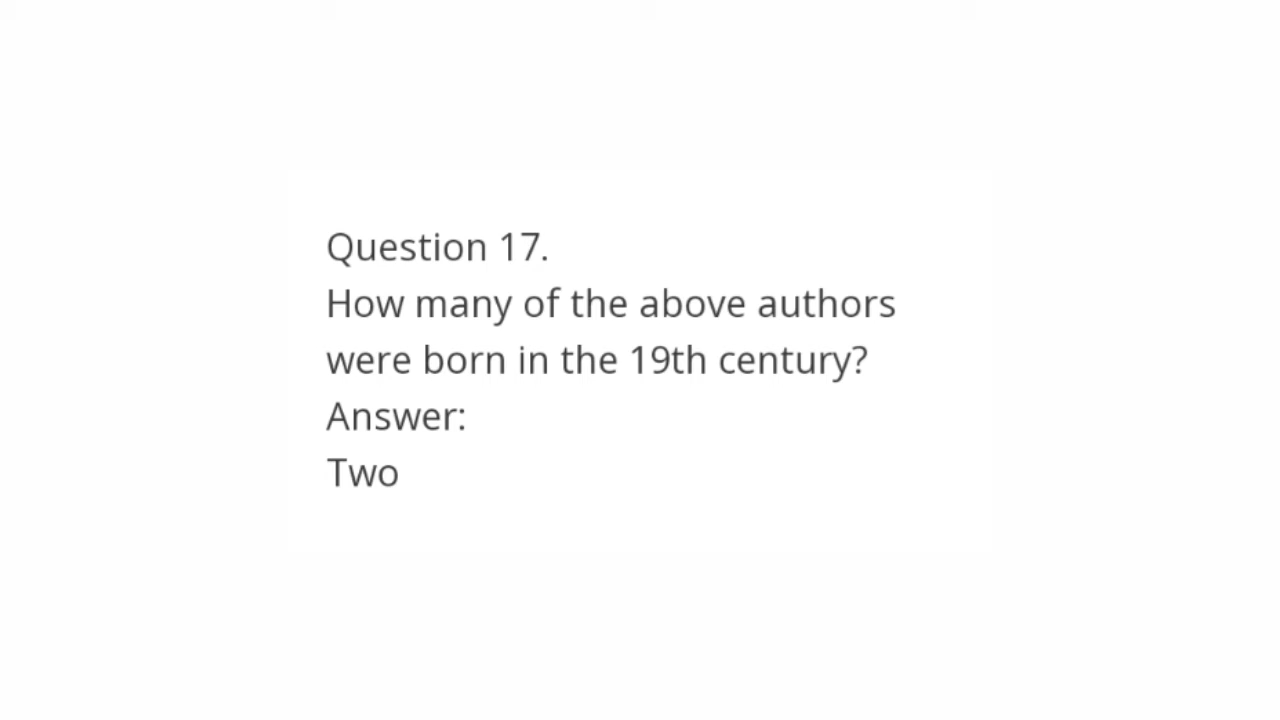 Question 17.
How many of the above authors
were born in the 19th century?
Answer:
Two